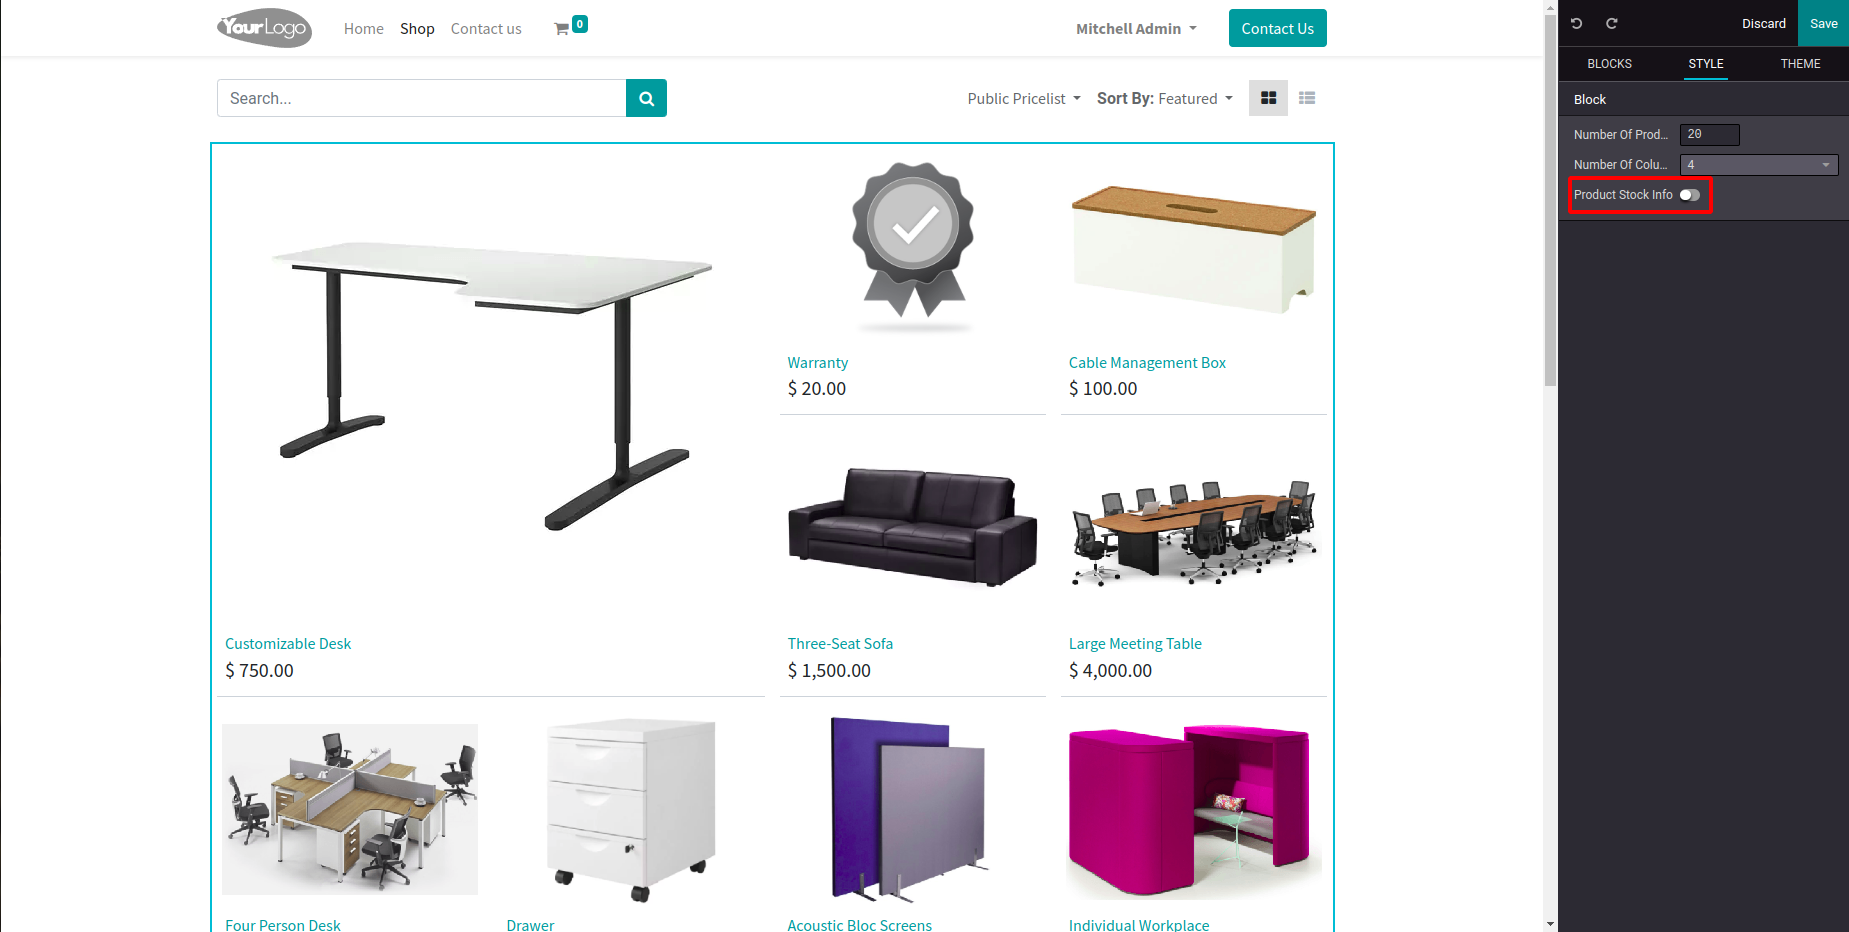 YourLogo
Home Shop Contact us 0 Mitchell Admin Contact Us
Discard Save
BLOCKS STYLE THEME
Search... Public Pricelist Sort By: Featured
Block
Number Of Prod... 20
Number Of Colu... 4
Product Stock Info
Warranty
$ 20.00
Cable Management Box
$ 100.00
Customizable Desk
$ 750.00
Three-Seat Sofa
$ 1,500.00
Large Meeting Table
$ 4,000.00
Four Person Desk
Drawer
Acoustic Bloc Screens
Individual Workplace